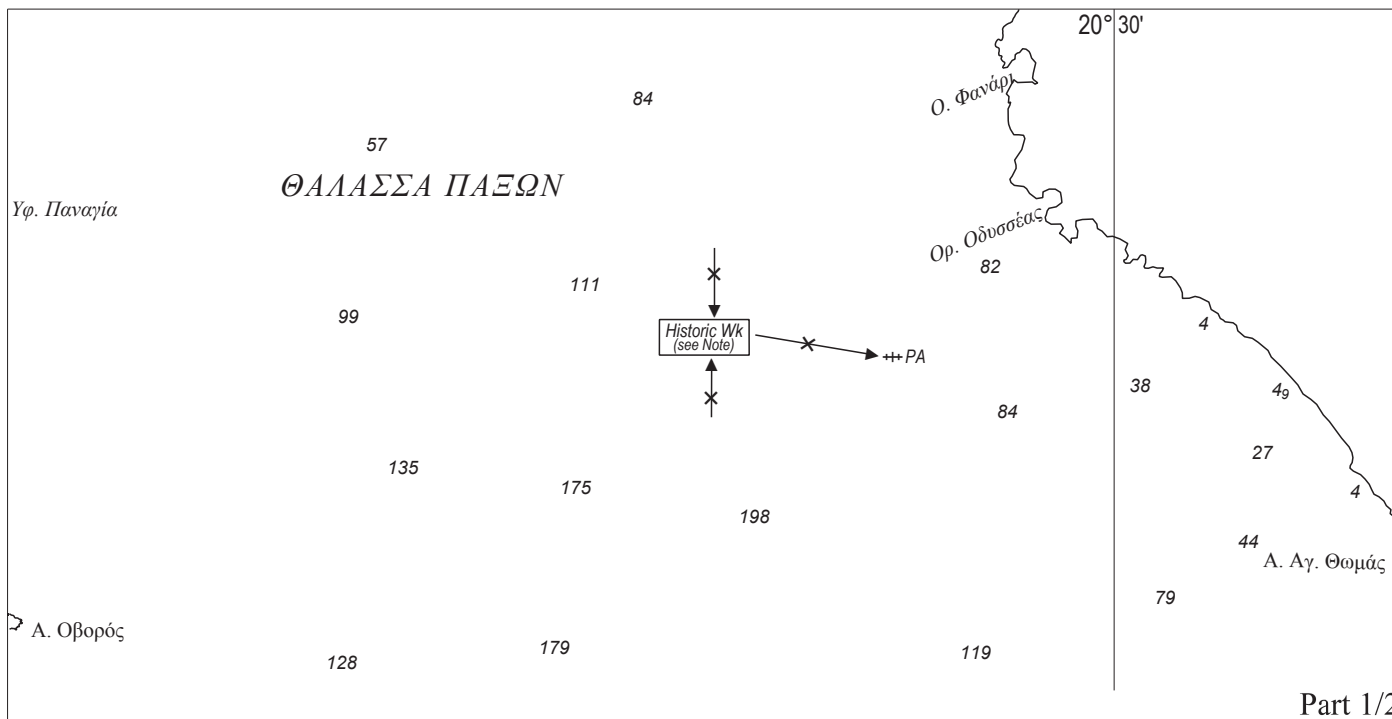 20° 30'
84
Ο. Φανάρι
57
ΘΑΛΑΣΣΑ ΠΑΞΩΝ
Υφ. Παναγία
Ορ. Οδυσσέας
82
111
99
4
Historic Wk
(see Note)
PA
38
4₉
84
27
135
175
4
198
44
Α. Αγ. Θωμάς
79
Α. Οβορός
179
119
128
Part 1/2